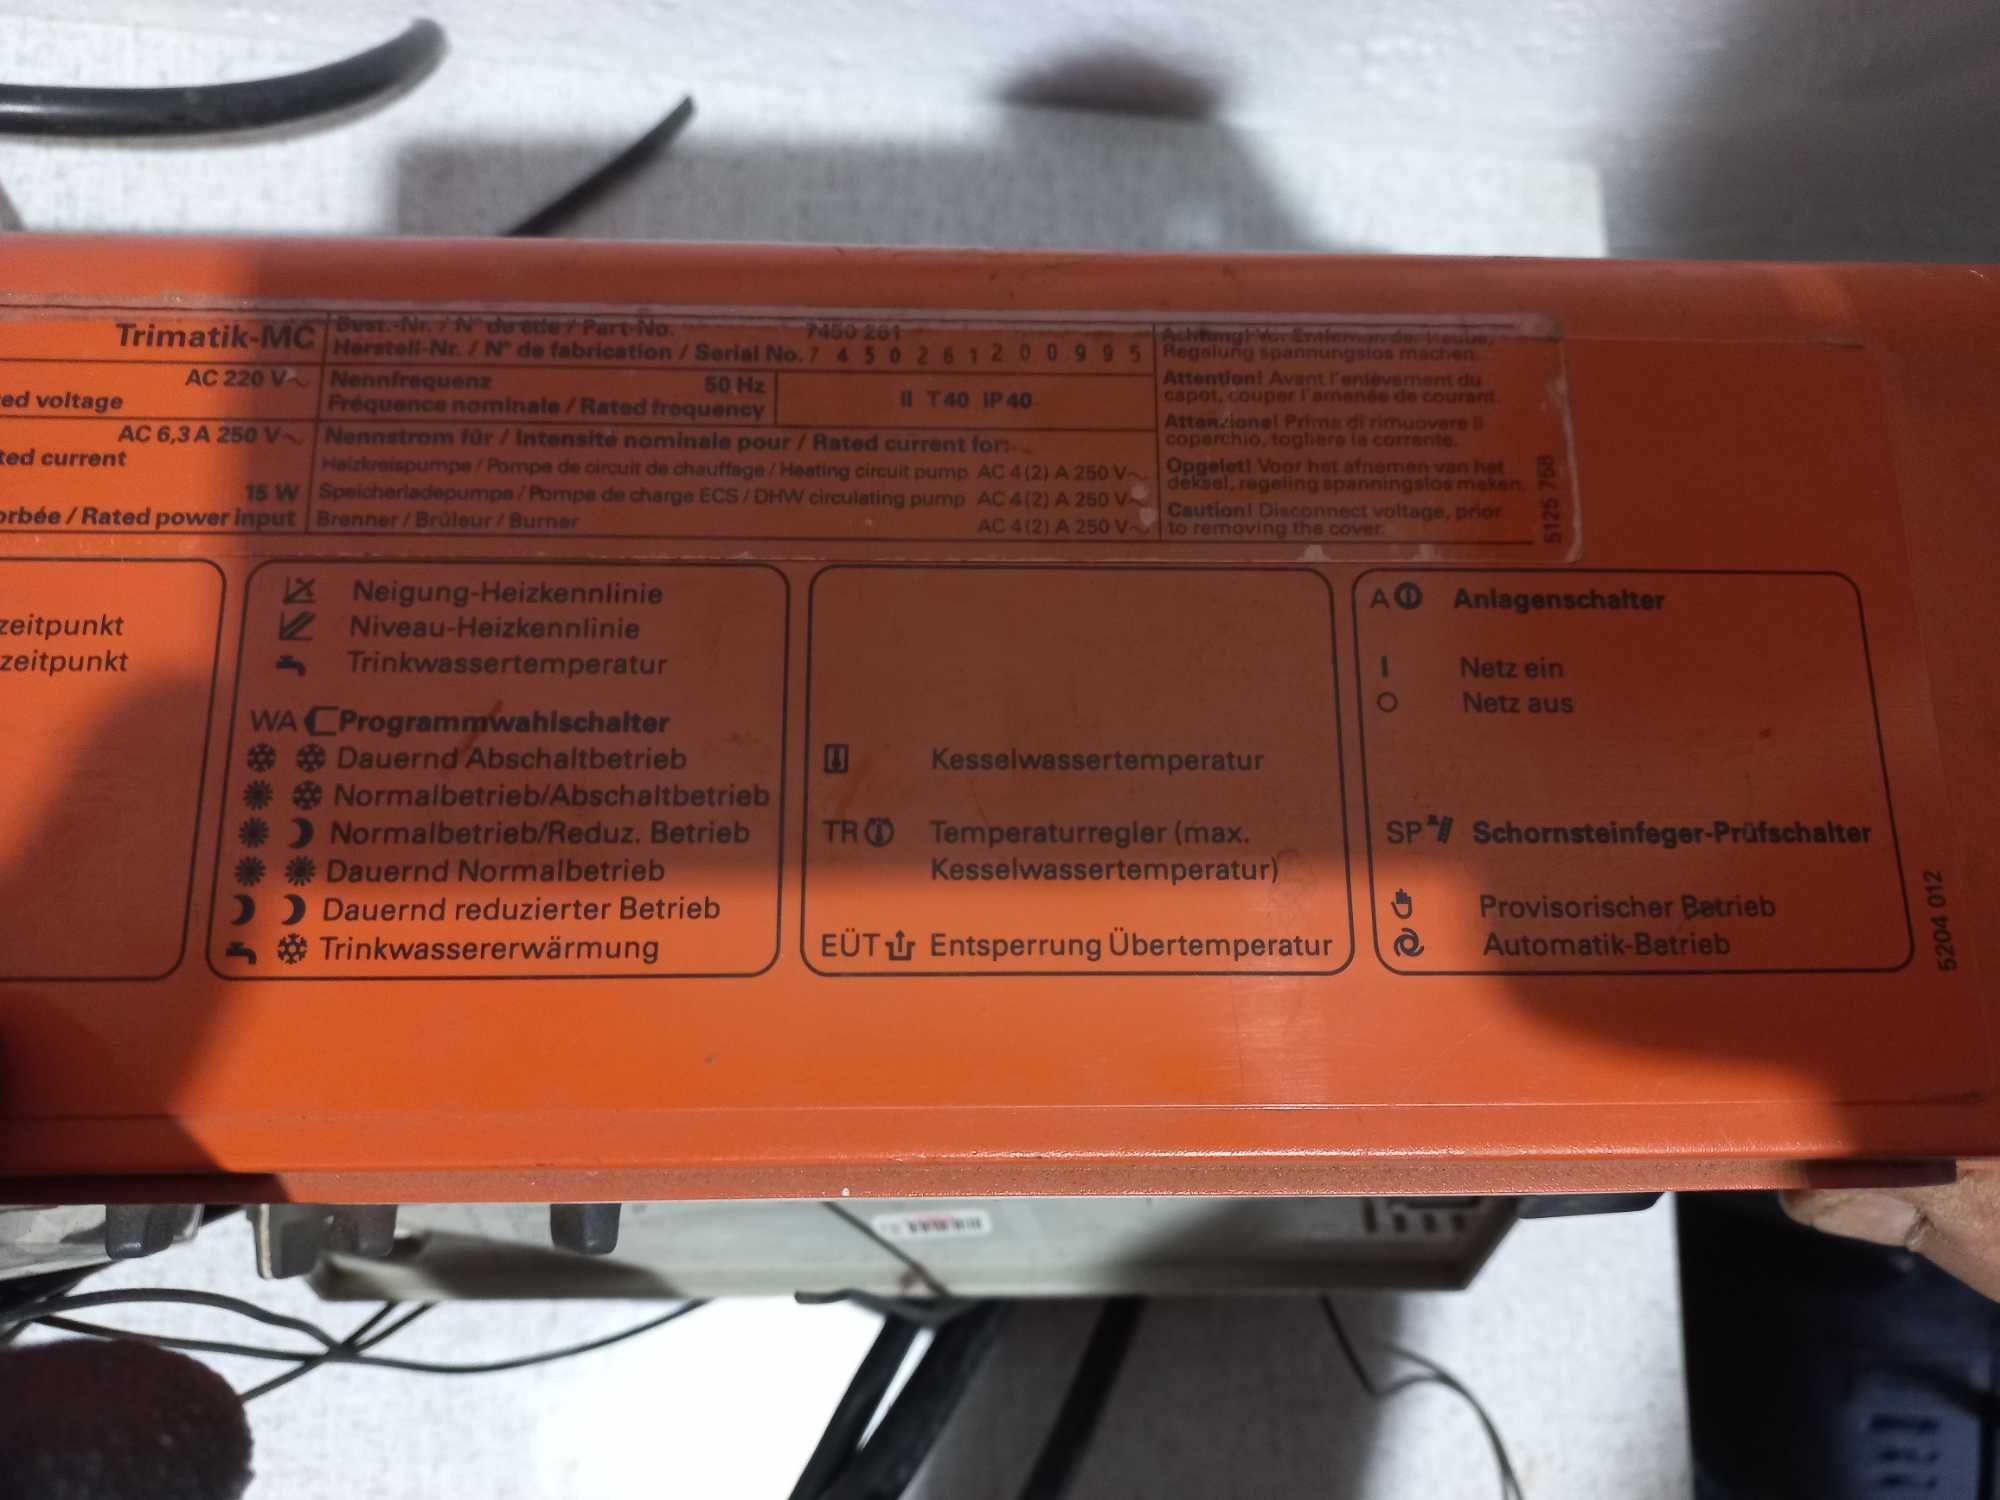 Trimatik-MC
Best.-Nr. / N° de cde / Part-No. 7450 261
Herstell-Nr. / N° de fabrication / Serial No. 7 4 5 0 2 6 1 2 0 0 9 9 5
AC 220 V~
ed voltage
Nennfrequenz 50 Hz
Fréquence nominale / Rated frequency
II T40 IP40
AC 6,3 A 250 V~
ted current
15 W
orbée / Rated power input
Nennstrom für / Intensité nominale pour / Rated current for:
Heizkreispumpe / Pompe de circuit de chauffage / Heating circuit pump AC 4 (2) A 250 V~
Speicherladepumpe / Pompe de charge ECS / DHW circulating pump AC 4 (2) A 250 V~
Brenner / Brûleur / Burner AC 4 (2) A 250 V~
Achtung! Vor Entfernen der Haube,
Regelung spannungslos machen.
Attention! Avant l'enlèvement du
capot, couper l'amenée de courant.
Attenzione! Prima di rimuovere il
coperchio, togliere la corrente.
Opgelet! Voor het afnemen van het
deksel, regeling spanningslos maken.
Caution! Disconnect voltage, prior
to removing the cover.
5125 758
zeitpunkt
zeitpunkt
Neigung-Heizkennlinie
Niveau-Heizkennlinie
Trinkwassertemperatur
WA Programmwahlschalter
Dauernd Abschaltbetrieb
Normalbetrieb/Abschaltbetrieb
Normalbetrieb/Reduz. Betrieb
Dauernd Normalbetrieb
Dauernd reduzierter Betrieb
Trinkwassererwärmung
Kesselwassertemperatur
TR Temperaturregler (max.
Kesselwassertemperatur)
EÜT Entsperrung Übertemperatur
A Anlagenschalter
I Netz ein
O Netz aus
SP Schornsteinfeger-Prüfschalter
Provisorischer Betrieb
Automatik-Betrieb
5204 012